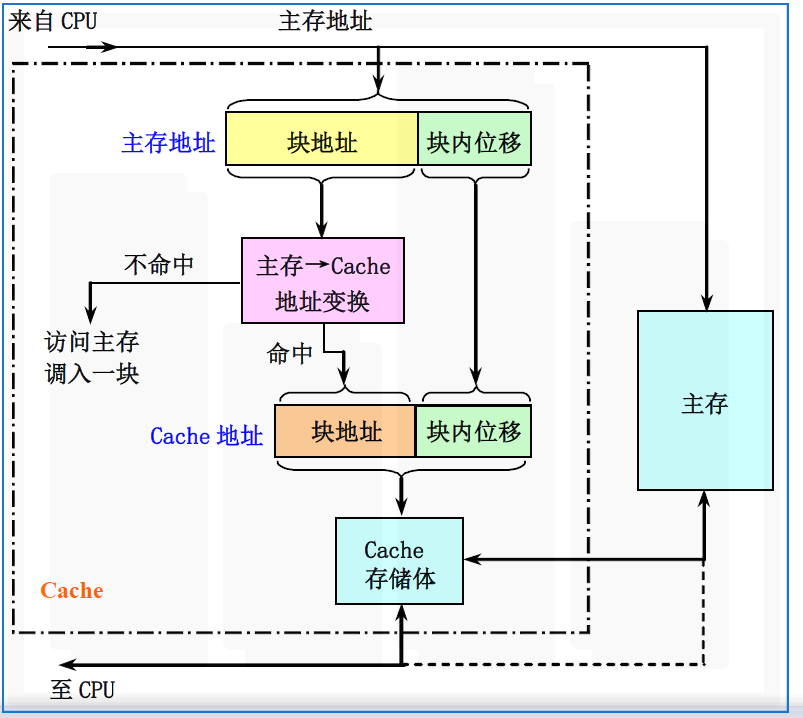 来自 CPU
主存地址
主存地址
块地址
块内位移
主存→Cache
地址变换
不命中
访问主存
调入一块
命中
主存
Cache 地址
块地址
块内位移
Cache
存储体
Cache
至 CPU